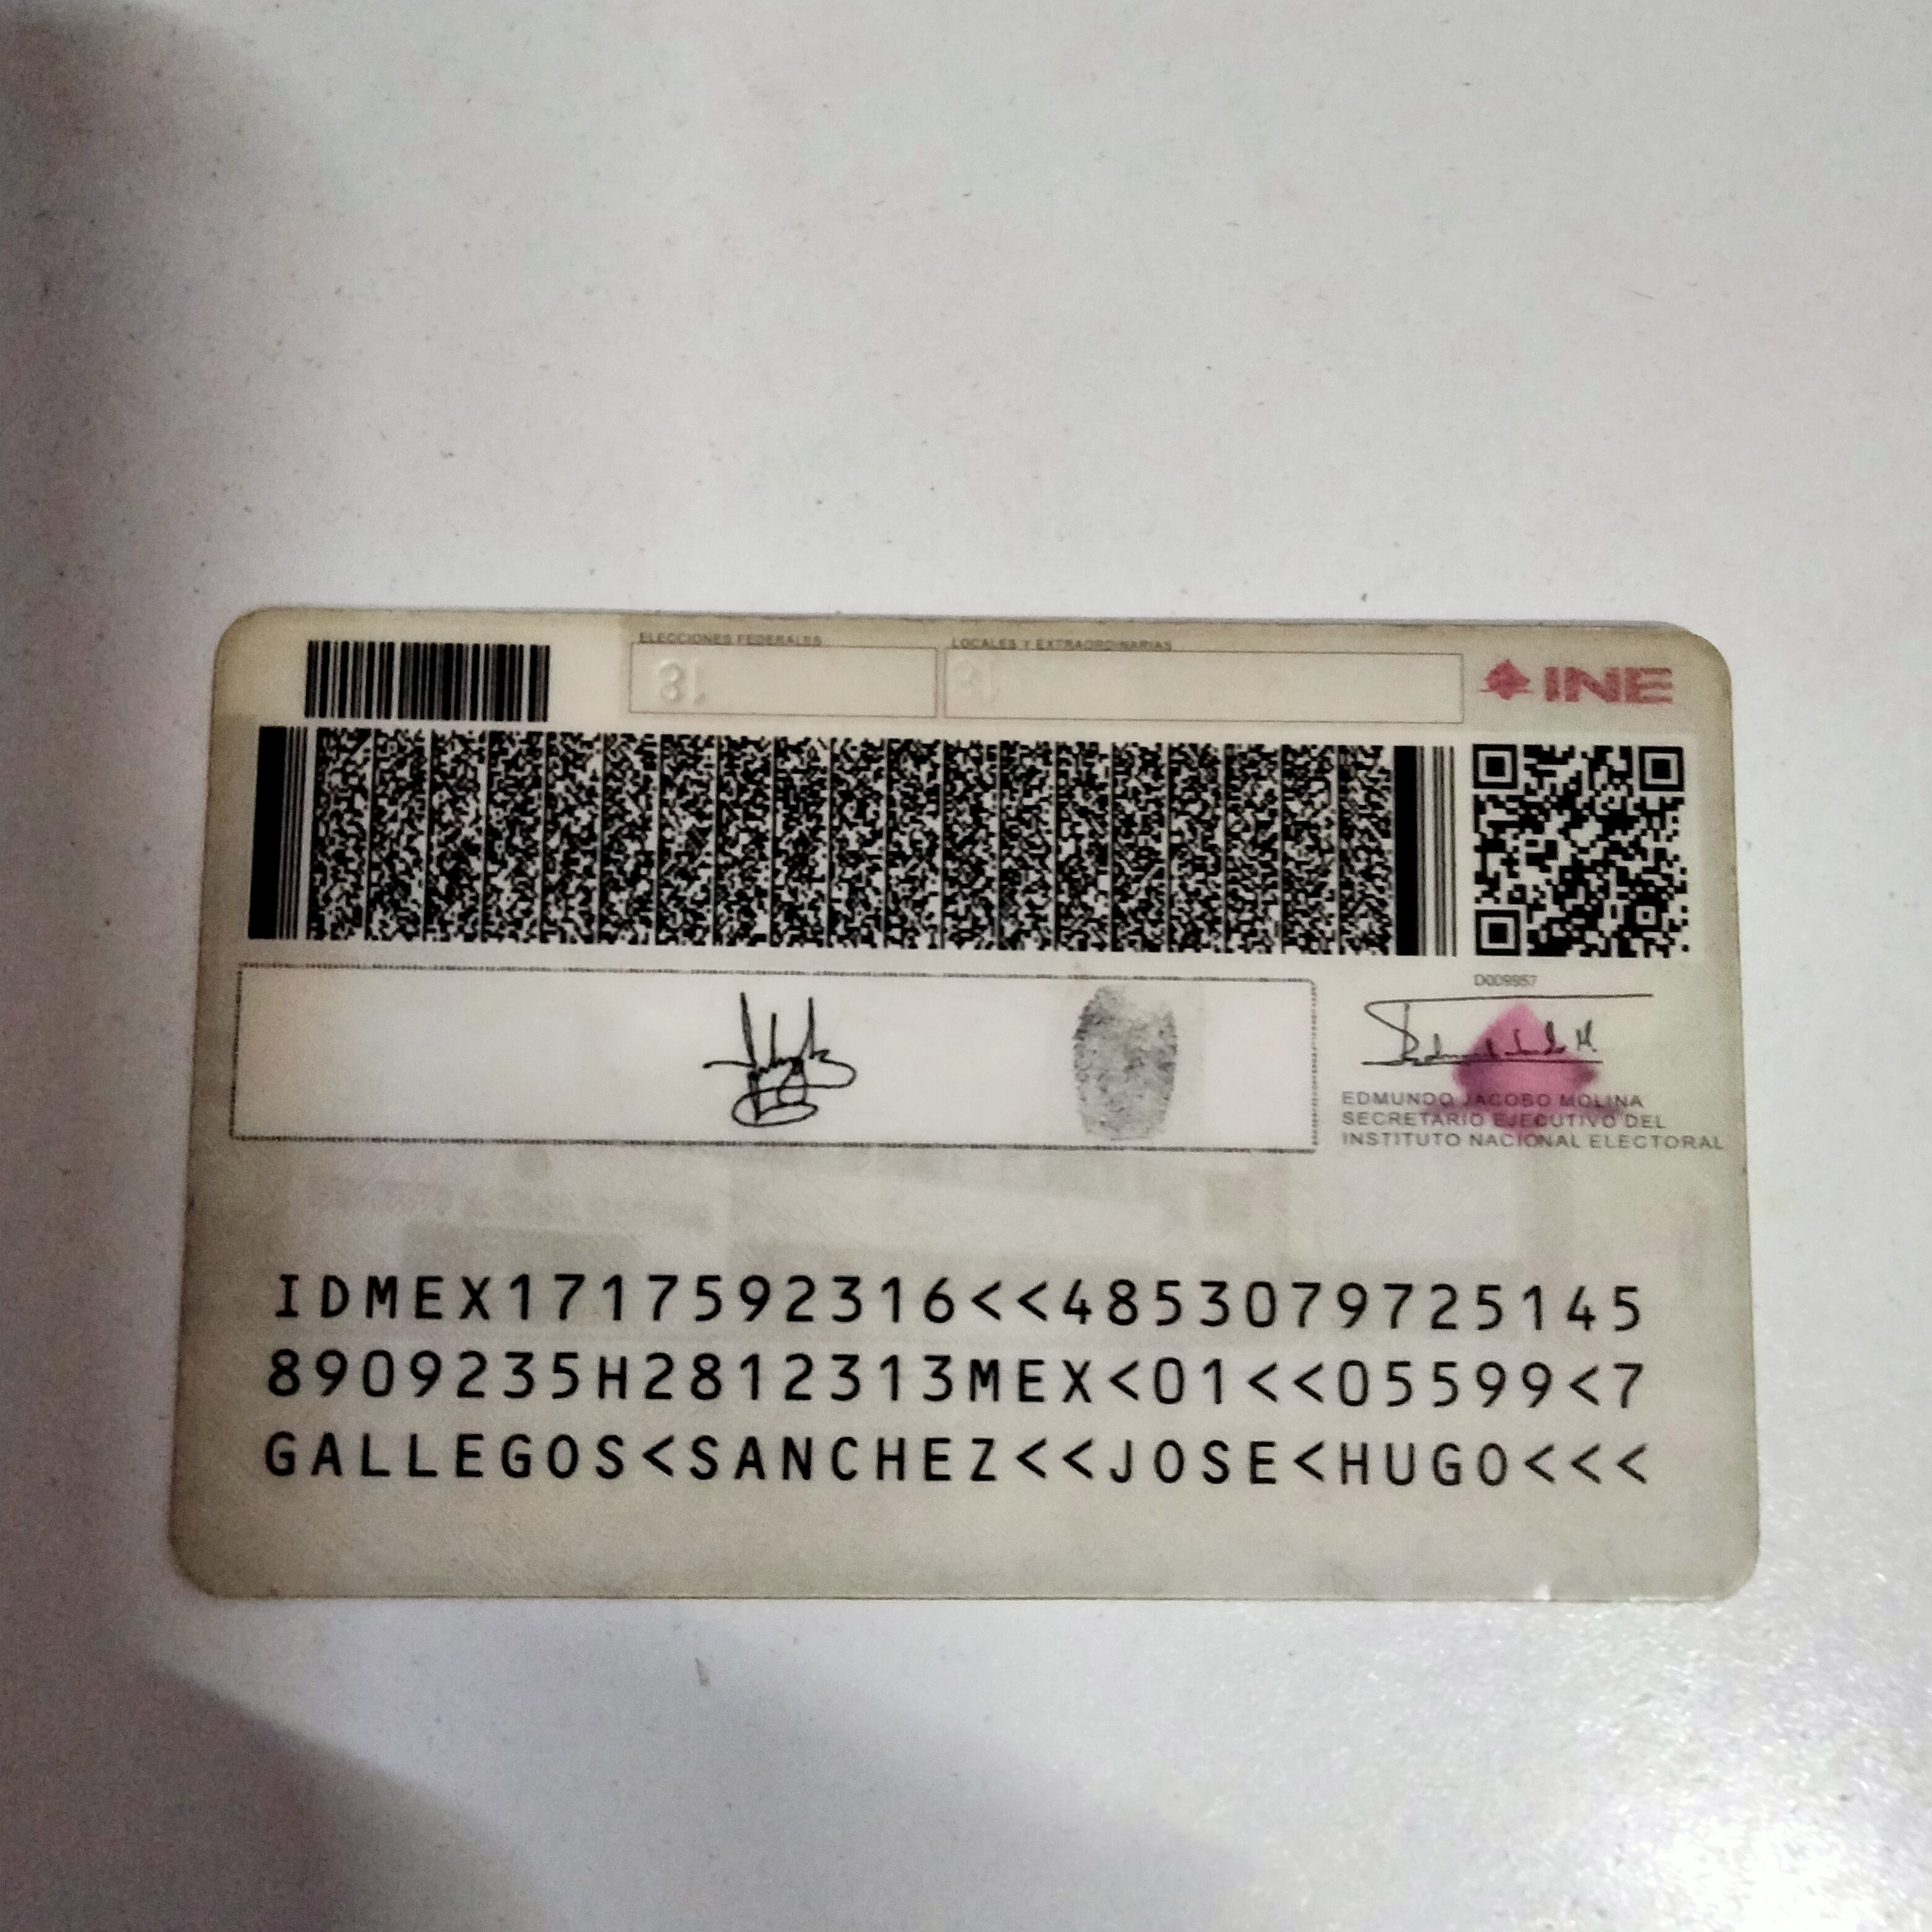 ELECCIONES FEDERALES
LOCALES Y EXTRAORDINARIAS
INE
EDMUNDO JACOBO MOLINA
SECRETARIO EJECUTIVO DEL
INSTITUTO NACIONAL ELECTORAL
IDMEX1717592316<<4853079725145
8909235H2812313MEX<01<<05599<7
GALLEGOS<SANCHEZ<<JOSE<HUGO<<<